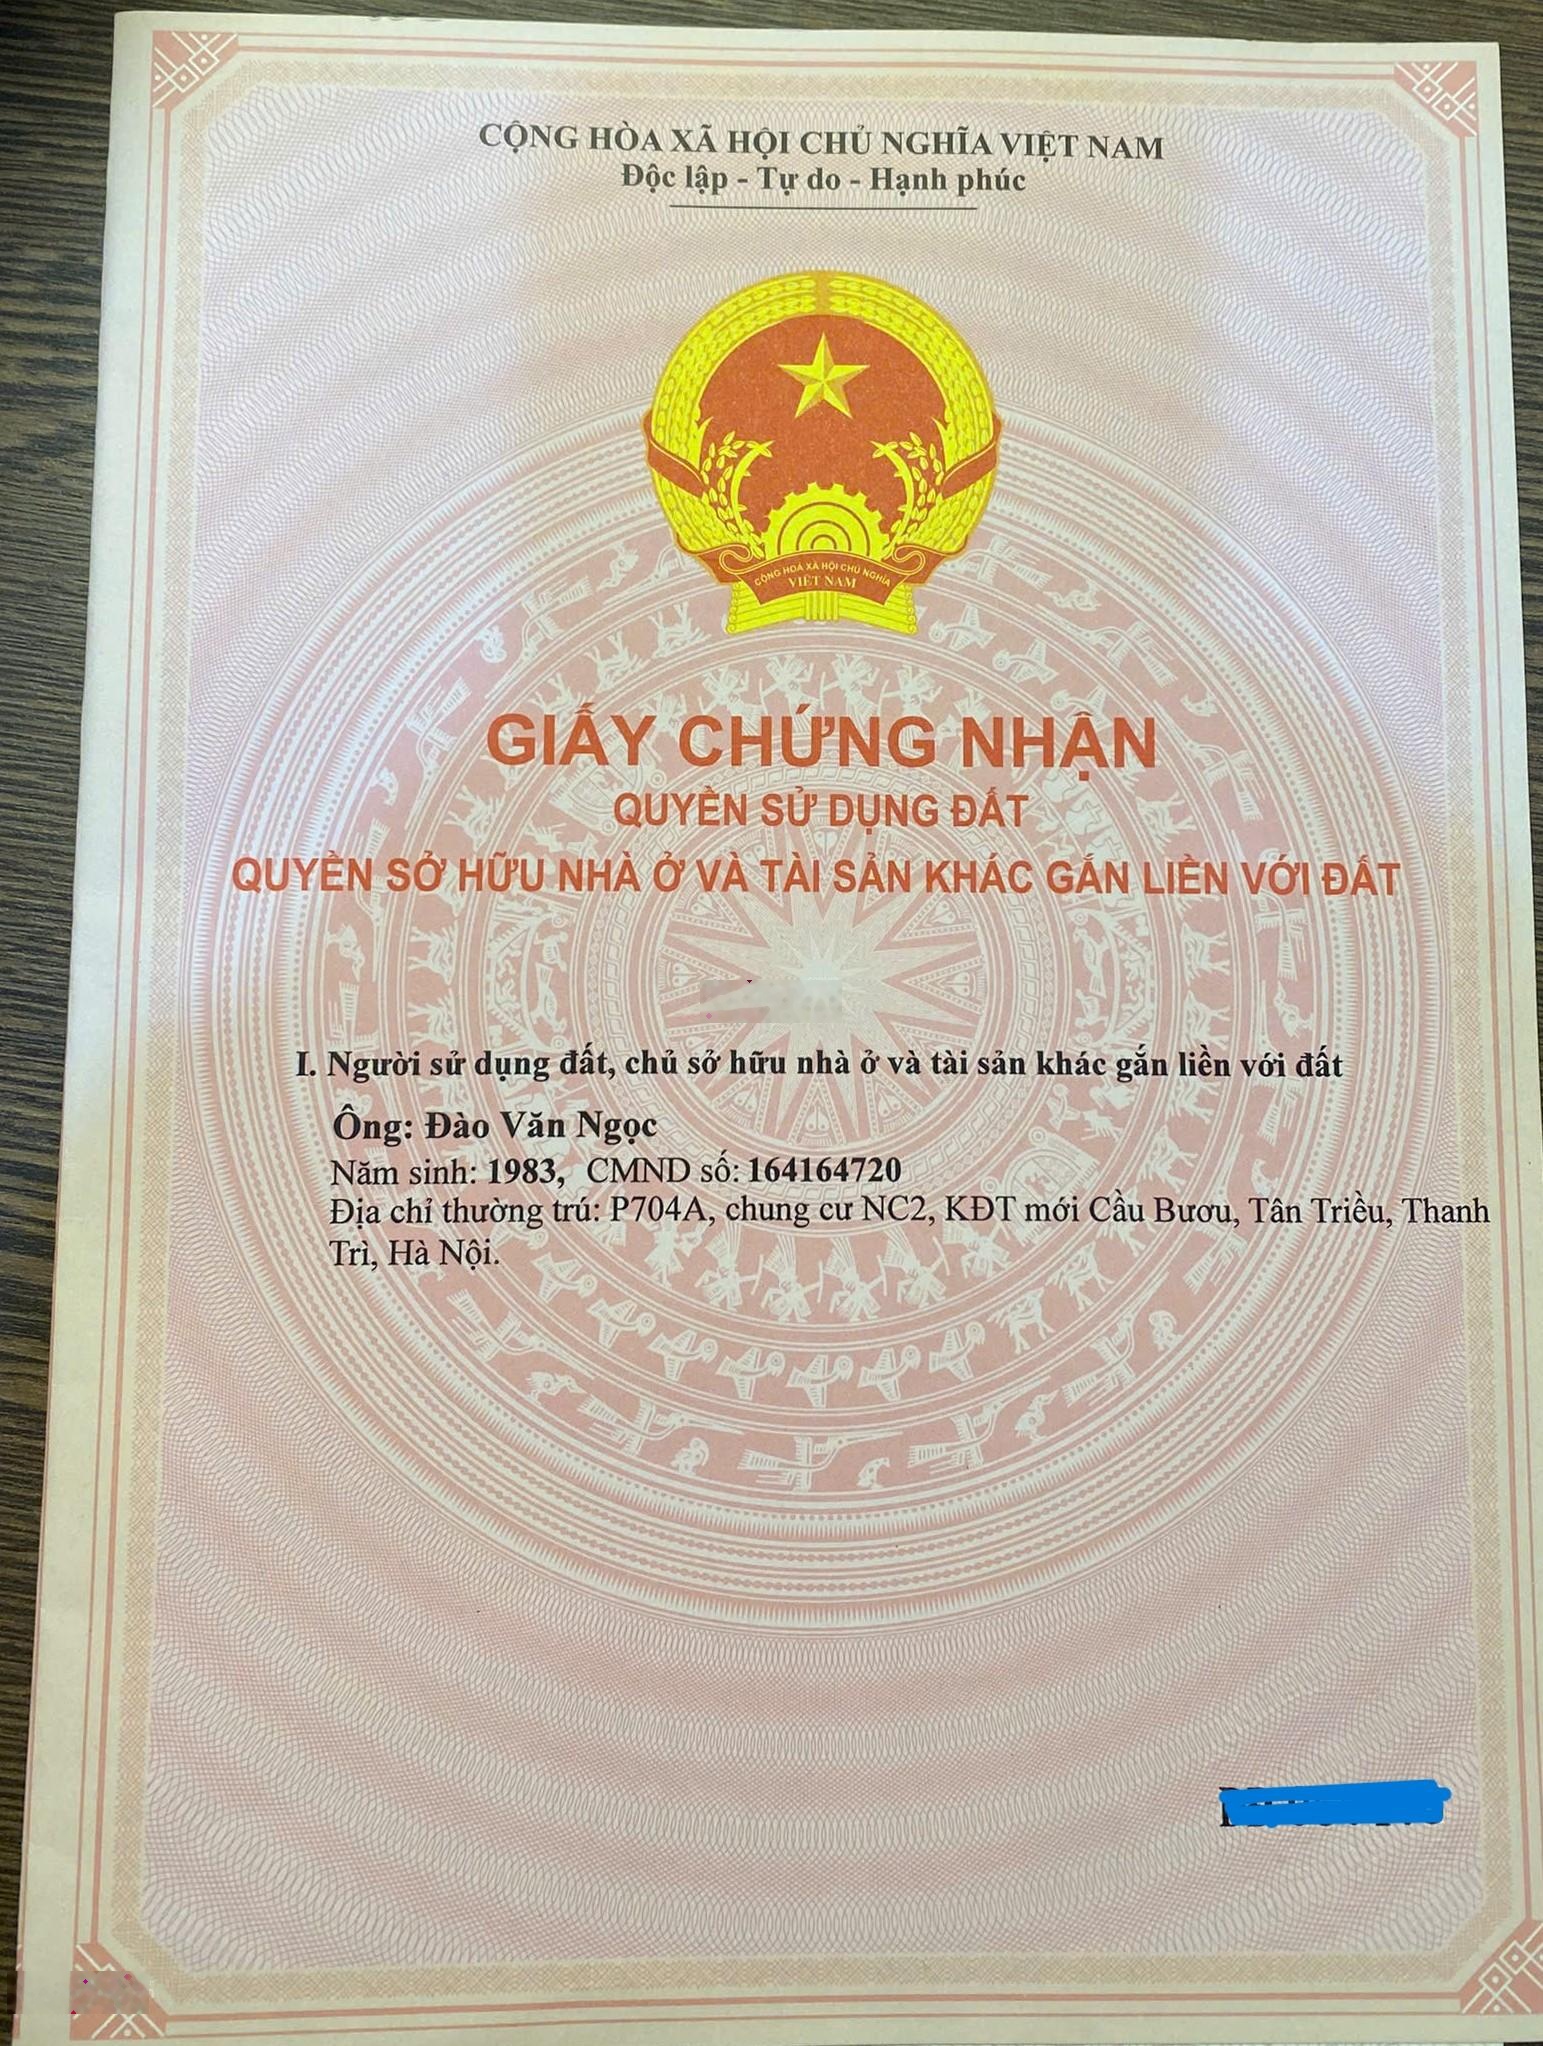 CỘNG HÒA XÃ HỘI CHỦ NGHĨA VIỆT NAM
Độc lập - Tự do - Hạnh phúc
CỘNG HOÀ XÃ HỘI CHỦ NGHĨA
VIỆT NAM
GIẤY CHỨNG NHẬN
QUYỀN SỬ DỤNG ĐẤT
QUYỀN SỞ HỮU NHÀ Ở VÀ TÀI SẢN KHÁC GẮN LIỀN VỚI ĐẤT
I. Người sử dụng đất, chủ sở hữu nhà ở và tài sản khác gắn liền với đất
Ông: Đào Văn Ngọc
Năm sinh: 1983, CMND số: 164164720
Địa chỉ thường trú: P704A, chung cư NC2, KĐT mới Cầu Bươu, Tân Triều, Thanh
Trì, Hà Nội.